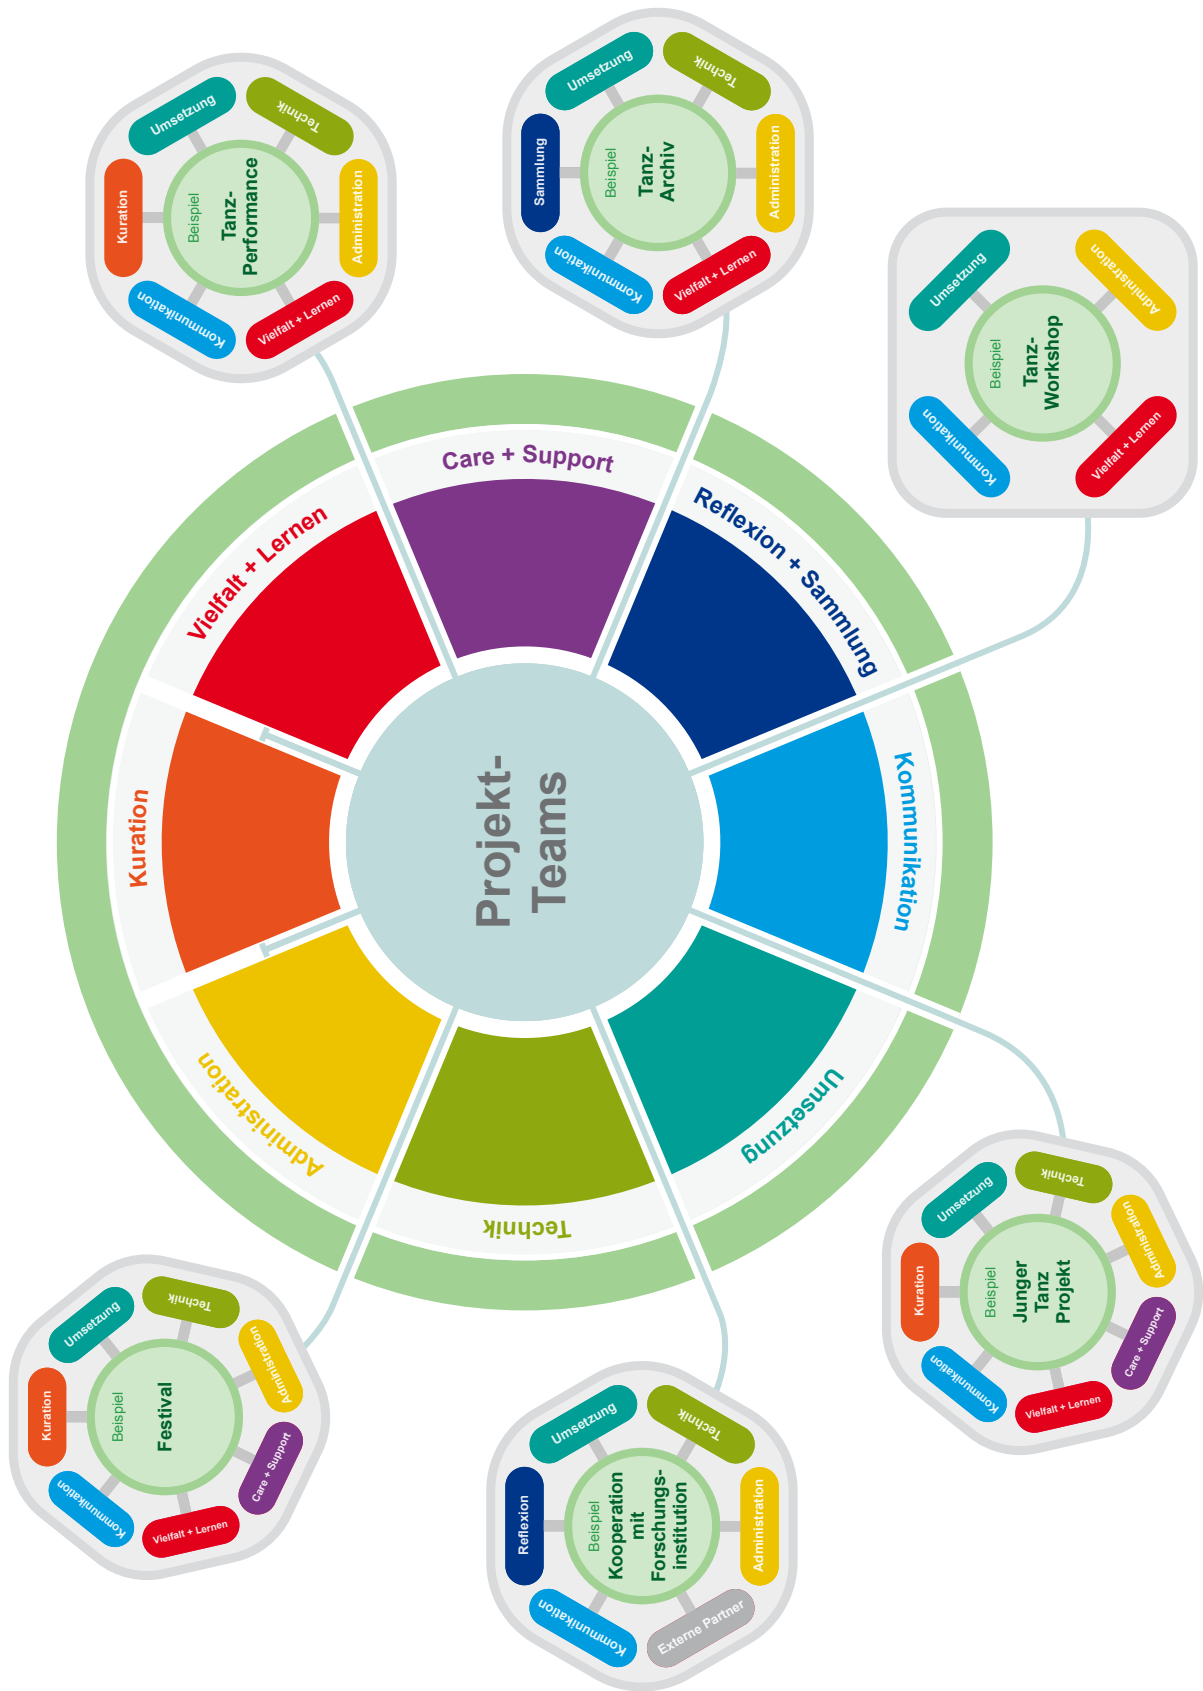 Projekt-
Teams
Kuration
Vielfalt + Lernen
Care + Support
Reflexion + Sammlung
Kommunikation
Umsetzung
Technik
Administration
Beispiel
Festival
Kuration
Umsetzung
Technik
Administration
Care + Support
Vielfalt + Lernen
Kommunikation
Beispiel
Tanz-
Performance
Kuration
Umsetzung
Technik
Administration
Vielfalt + Lernen
Kommunikation
Beispiel
Tanz-
Archiv
Sammlung
Umsetzung
Technik
Administration
Vielfalt + Lernen
Kommunikation
Beispiel
Tanz-
Workshop
Umsetzung
Administration
Vielfalt + Lernen
Kommunikation
Beispiel
Junger
Tanz
Projekt
Kuration
Umsetzung
Technik
Administration
Care + Support
Vielfalt + Lernen
Kommunikation
Beispiel
Kooperation
mit
Forschungs-
institution
Reflexion
Umsetzung
Technik
Administration
Externe Partner
Kommunikation